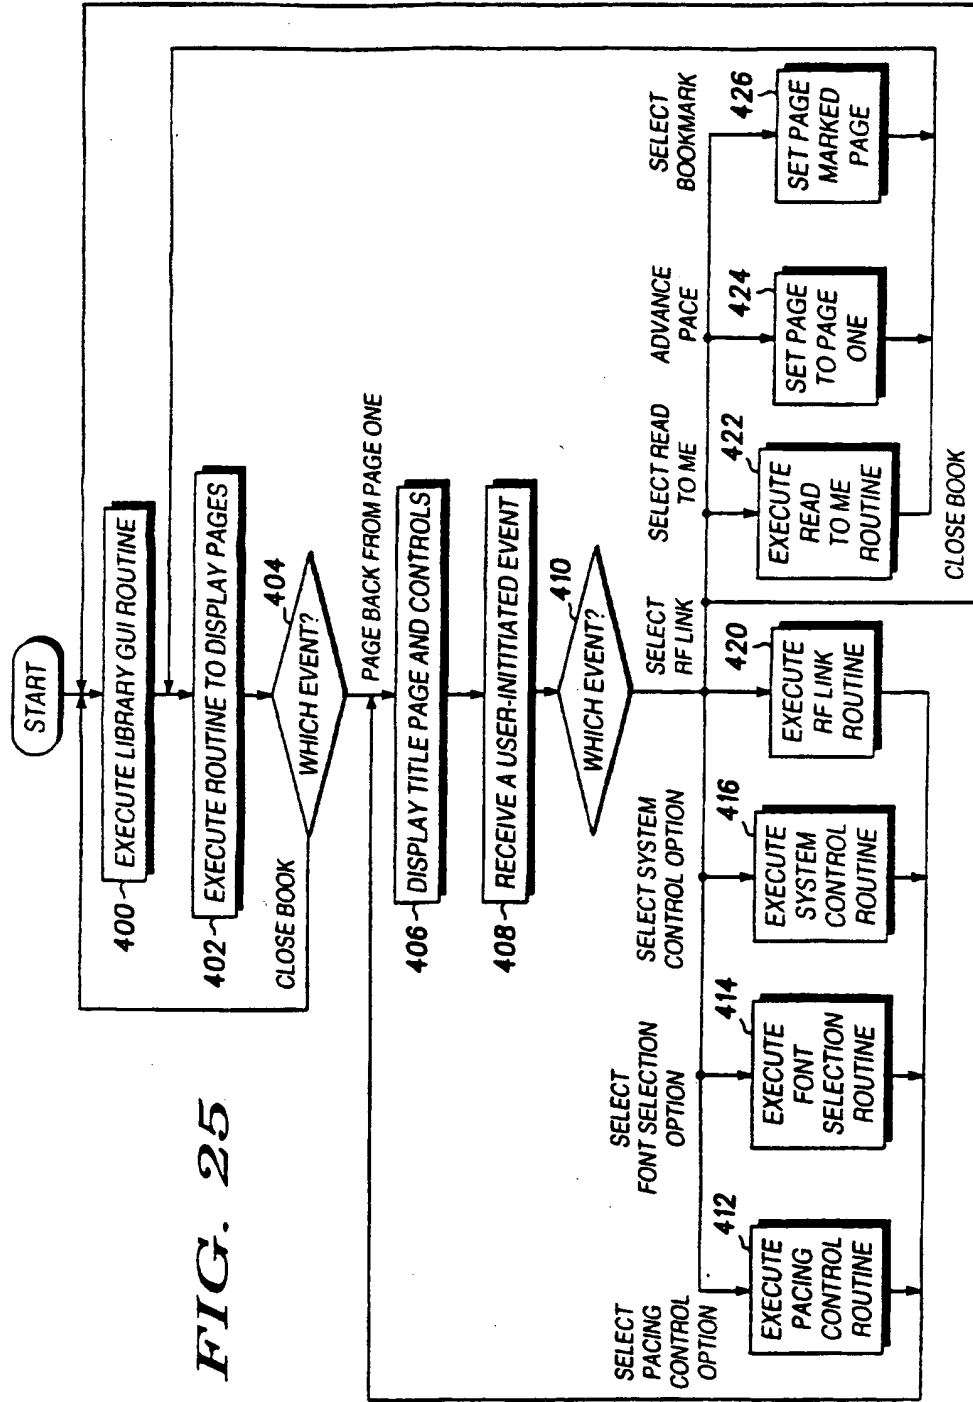 START
400
EXECUTE LIBRARY GUI ROUTINE
402
EXECUTE ROUTINE TO DISPLAY PAGES
404
WHICH EVENT?
CLOSE BOOK
PAGE BACK FROM PAGE ONE
406
DISPLAY TITLE PAGE AND CONTROLS
408
RECEIVE A USER-INITITIATED EVENT
410
WHICH EVENT?
SELECT
PACING
CONTROL
OPTION
412
EXECUTE
PACING
CONTROL
ROUTINE
SELECT
FONT SELECTION
OPTION
414
EXECUTE
FONT
SELECTION
ROUTINE
SELECT SYSTEM
CONTROL OPTION
416
EXECUTE
SYSTEM
CONTROL
ROUTINE
SELECT
RF LINK
420
EXECUTE
RF LINK
ROUTINE
SELECT READ
TO ME
422
EXECUTE
READ
TO ME
ROUTINE
ADVANCE
PACE
424
SET PAGE
TO PAGE
ONE
SELECT
BOOKMARK
426
SET PAGE
MARKED
PAGE
CLOSE BOOK
FIG. 25